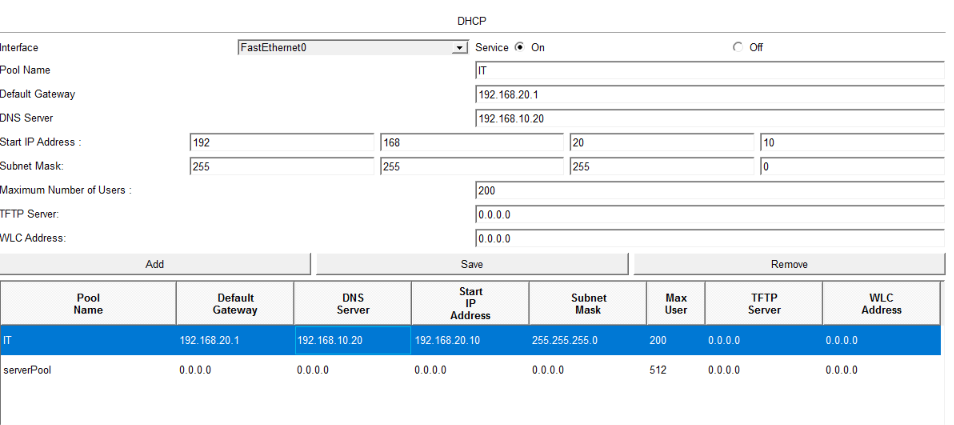 DHCP
Interface FastEthernet0 Service On Off
Pool Name IT
Default Gateway 192.168.20.1
DNS Server 192.168.10.20
Start IP Address : 192 168 20 10
Subnet Mask: 255 255 255 0
Maximum Number of Users : 200
TFTP Server: 0.0.0.0
WLC Address: 0.0.0.0
Add Save Remove
Pool Name Default Gateway DNS Server Start IP Address Subnet Mask Max User TFTP Server WLC Address
IT 192.168.20.1 192.168.10.20 192.168.20.10 255.255.255.0 200 0.0.0.0 0.0.0.0
serverPool 0.0.0.0 0.0.0.0 0.0.0.0 0.0.0.0 512 0.0.0.0 0.0.0.0